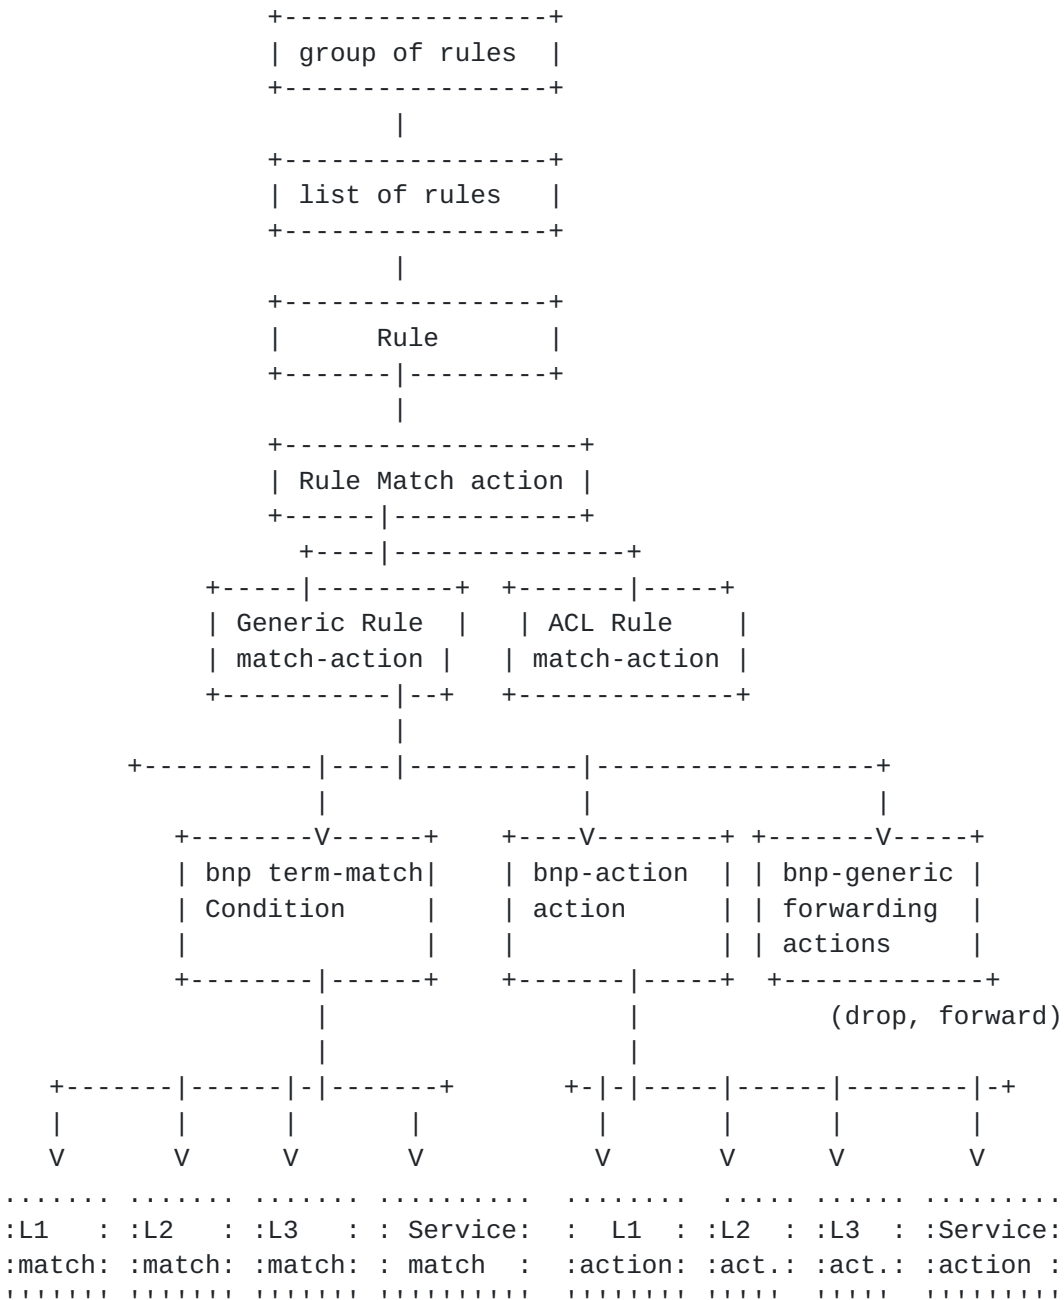 +-----------------+
| group of rules  |
+-----------------+
        |
+-----------------+
| list of rules   |
+-----------------+
        |
+-----------------+
|      Rule       |
+-------|---------+
        |
+-------------------+
| Rule Match action |
+------|------------+
+----|---------------+
+-----|---------+  +-------|-----+
| Generic Rule  |   | ACL Rule    |
| match-action |   | match-action |
+-----------|--+   +--------------+
            |
+-----------|----|-----------|------------------+
            |                |                  |
+--------V------+    +----V--------+ +-------V-----+
| bnp term-match|    | bnp-action  | | bnp-generic |
| Condition     |    | action      | | forwarding  |
|               |    |             | | actions     |
+--------|------+    +-------|-----+  +-------------+
         |                   |            (drop, forward)
         |                   |
+-------|------|-|-------+       +-|-|-----|------|--------|-+
|       |      |       |           |       |      |        |
V       V      V       V           V       V      V        V
....... ....... ....... ..........  ........  ..... ...... .........
:L1   : :L2   : :L3   : : Service:  :  L1  : :L2  : :L3  : :Service:
:match: :match: :match: : match  :  :action: :act.: :act.: :action :
''''''' ''''''' ''''''' ''''''''''  '''''''' '''''  '''''  '''''''''